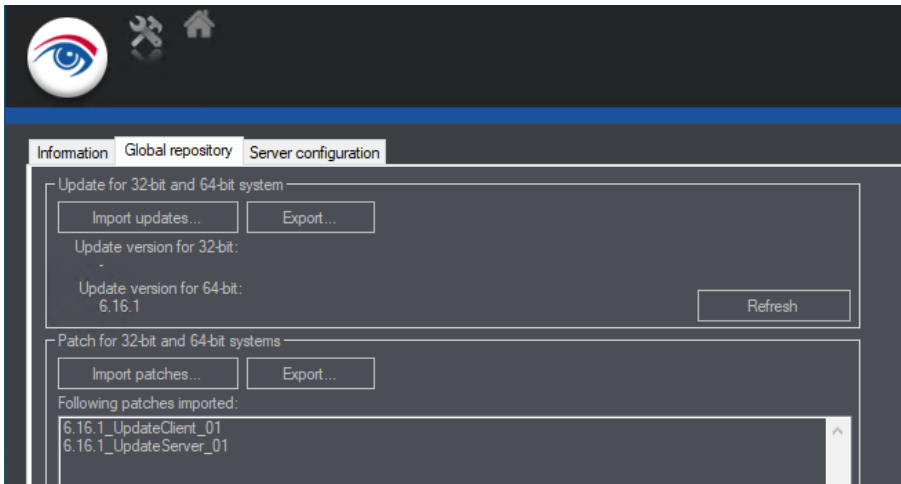 Information Global repository Server configuration
Update for 32-bit and 64-bit system
Import updates... Export...
Update version for 32-bit:
-
Update version for 64-bit:
6.16.1
Refresh
Patch for 32-bit and 64-bit systems
Import patches... Export...
Following patches imported:
6.16.1_UpdateClient_01
6.16.1_UpdateServer_01